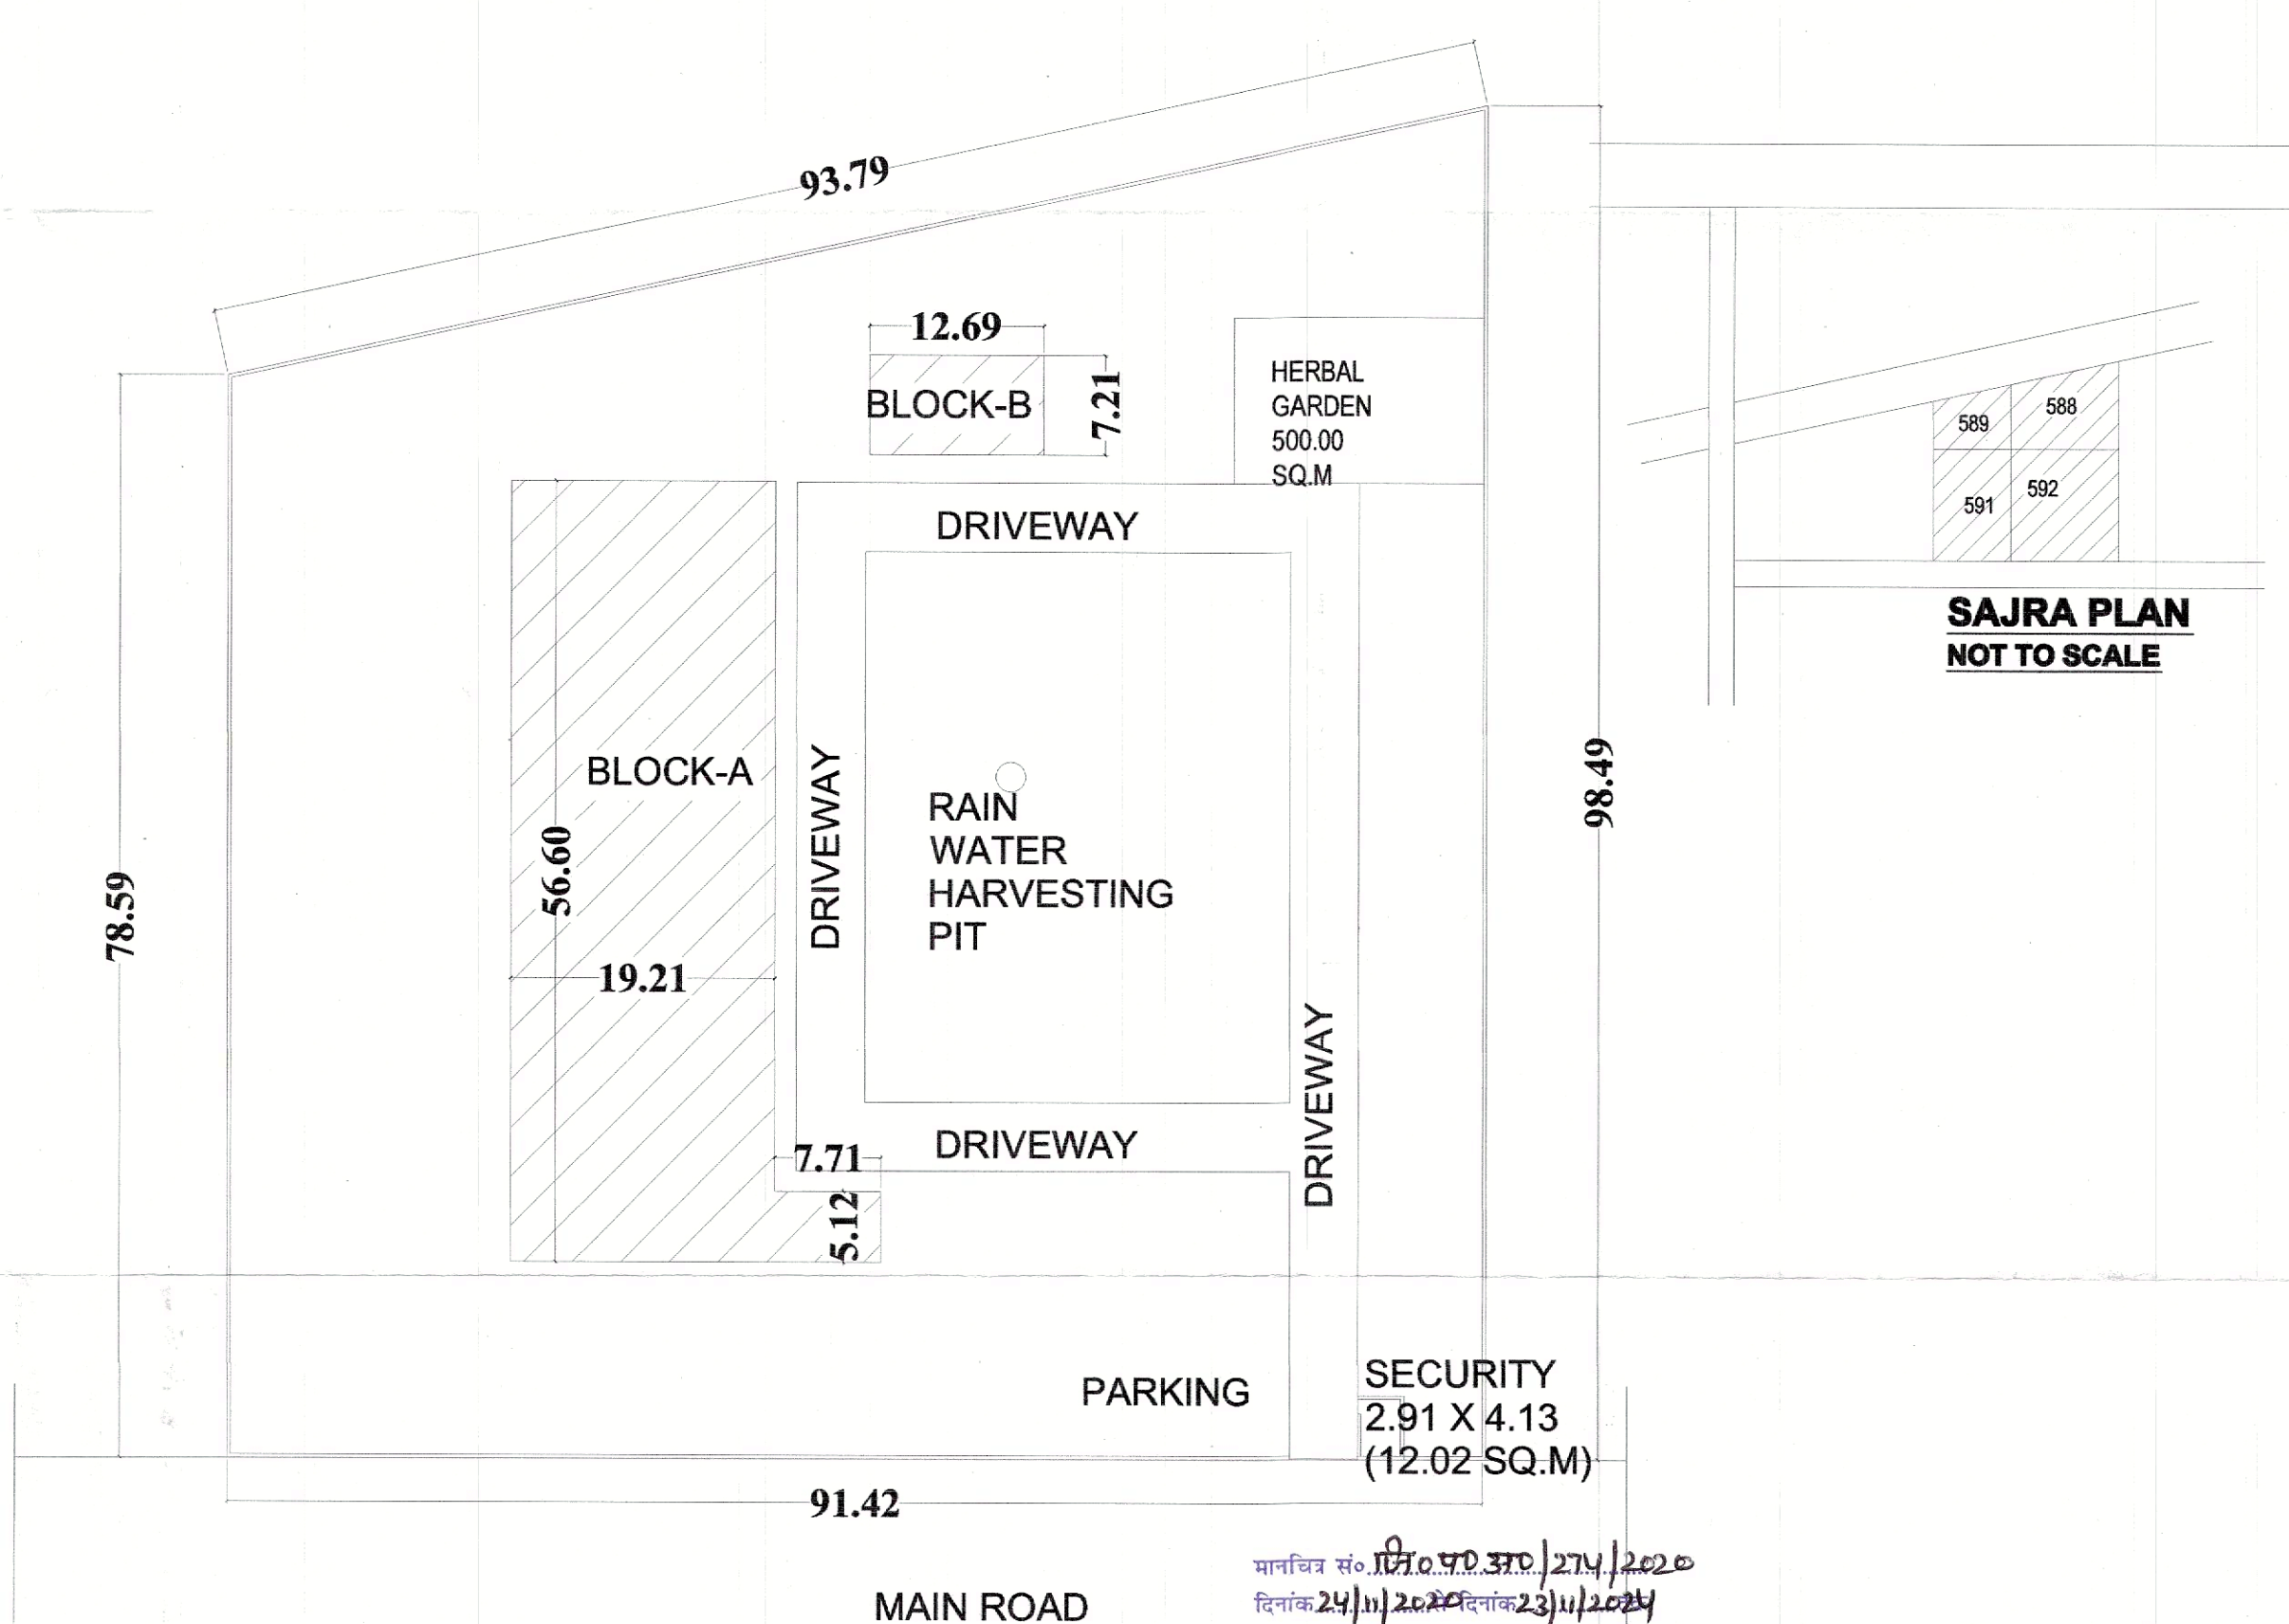 93.79
12.69
7.21
BLOCK-B
HERBAL
GARDEN
500.00
SQ.M
589
588
591
592
SAJRA PLAN
NOT TO SCALE
DRIVEWAY
BLOCK-A
56.60
19.21
DRIVEWAY
RAIN
WATER
HARVESTING
PIT
78.59
98.49
DRIVEWAY
DRIVEWAY
7.71
5.12
PARKING
SECURITY
2.91 X 4.13
(12.02 SQ.M)
91.42
MAIN ROAD
मानचित्र सं० /274/2020
दिनांक 24/11/2020 से दिनांक 23/11/2024